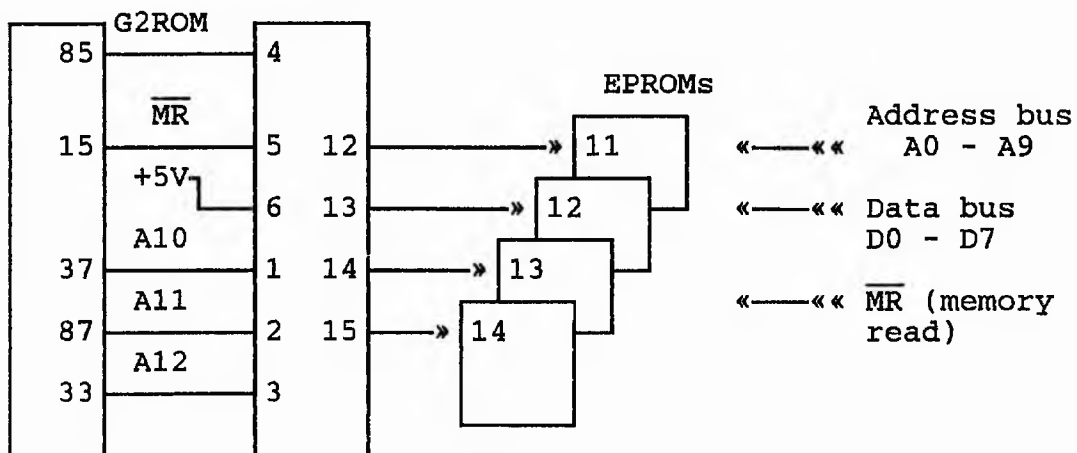 G2ROM
85 4
EPROMs
MR
Address bus
15 5 12 11 A0 - A9
+5V
6 13 12 Data bus
D0 - D7
A10
37 1 14 13
A11
MR (memory
87 2 15 14 read)
A12
33 3